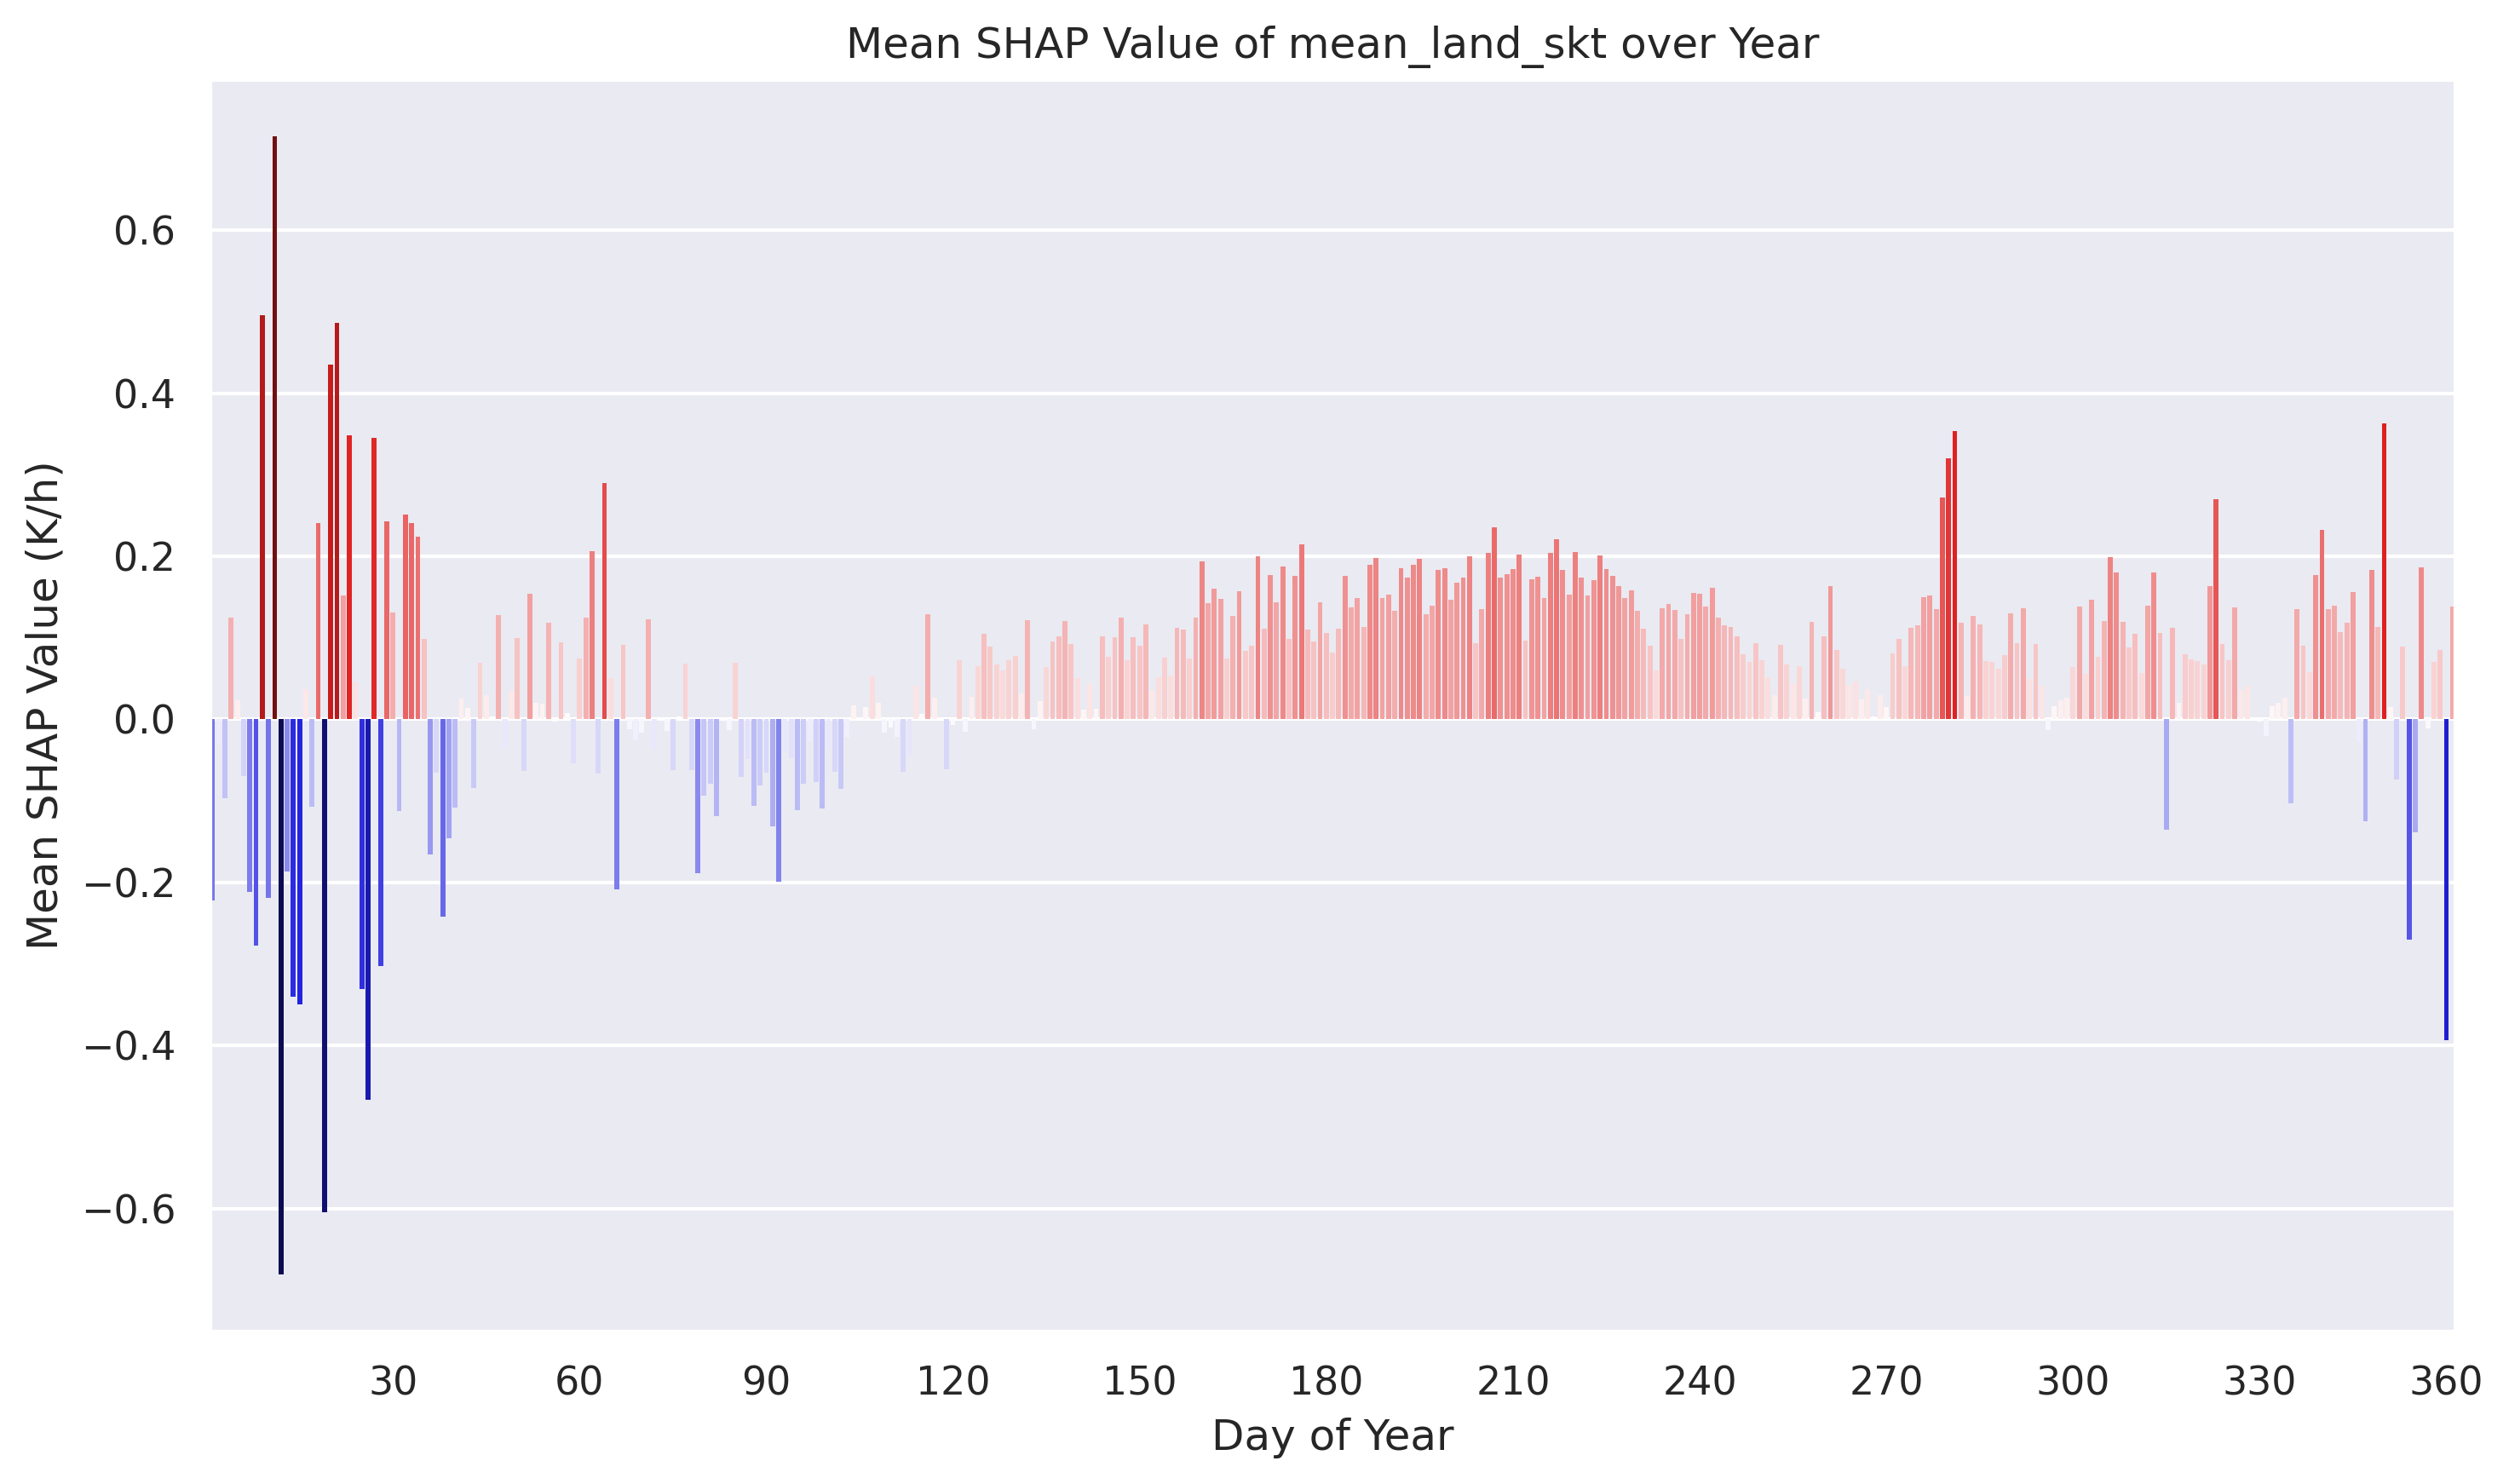 Mean SHAP Value of mean_land_skt over Year
Mean SHAP Value (K/h)
0.6
0.4
0.2
0.0
−0.2
−0.4
−0.6
30 60 90 120 150 180 210 240 270 300 330 360
Day of Year